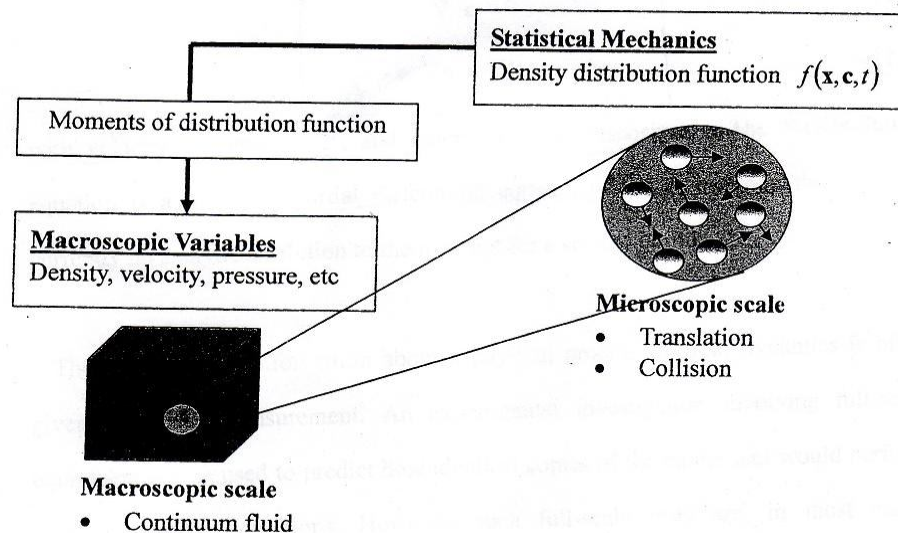 Statistical Mechanics
Density distribution function f(x,c,t)
Moments of distribution function
Macroscopic Variables
Density, velocity, pressure, etc
Microscopic scale
• Translation
• Collision
Macroscopic scale
• Continuum fluid